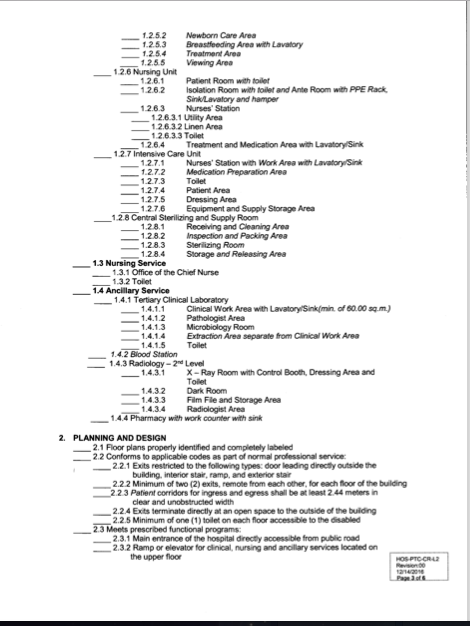 ____ 1.2.5.2 Newborn Care Area
____ 1.2.5.3 Breastfeeding Area with Lavatory
____ 1.2.5.4 Treatment Area
____ 1.2.5.5 Viewing Area
____ 1.2.6 Nursing Unit
____ 1.2.6.1 Patient Room with toilet
____ 1.2.6.2 Isolation Room with toilet and Ante Room with PPE Rack,
Sink/Lavatory and hamper
____ 1.2.6.3 Nurses' Station
____ 1.2.6.3.1 Utility Area
____ 1.2.6.3.2 Linen Area
____ 1.2.6.3.3 Toilet
____ 1.2.6.4 Treatment and Medication Area with Lavatory/Sink
____ 1.2.7 Intensive Care Unit
____ 1.2.7.1 Nurses' Station with Work Area with Lavatory/Sink
____ 1.2.7.2 Medication Preparation Area
____ 1.2.7.3 Toilet
____ 1.2.7.4 Patient Area
____ 1.2.7.5 Dressing Area
____ 1.2.7.6 Equipment and Supply Storage Area
____ 1.2.8 Central Sterilizing and Supply Room
____ 1.2.8.1 Receiving and Cleaning Area
____ 1.2.8.2 Inspection and Packing Area
____ 1.2.8.3 Sterilizing Room
____ 1.2.8.4 Storage and Releasing Area
____ 1.3 Nursing Service
____ 1.3.1 Office of the Chief Nurse
____ 1.3.2 Toilet
____ 1.4 Ancillary Service
____ 1.4.1 Tertiary Clinical Laboratory
____ 1.4.1.1 Clinical Work Area with Lavatory/Sink(min. of 60.00 sq.m.)
____ 1.4.1.2 Pathologist Area
____ 1.4.1.3 Microbiology Room
____ 1.4.1.4 Extraction Area separate from Clinical Work Area
____ 1.4.1.5 Toilet
____ 1.4.2 Blood Station
____ 1.4.3 Radiology – 2nd Level
____ 1.4.3.1 X – Ray Room with Control Booth, Dressing Area and
Toilet
____ 1.4.3.2 Dark Room
____ 1.4.3.3 Film File and Storage Area
____ 1.4.3.4 Radiologist Area
____ 1.4.4 Pharmacy with work counter with sink
2. PLANNING AND DESIGN
____ 2.1 Floor plans properly identified and completely labeled
____ 2.2 Conforms to applicable codes as part of normal professional service:
____ 2.2.1 Exits restricted to the following types: door leading directly outside the
building, interior stair, ramp, and exterior stair
____ 2.2.2 Minimum of two (2) exits, remote from each other, for each floor of the building
____ 2.2.3 Patient corridors for ingress and egress shall be at least 2.44 meters in
clear and unobstructed width
____ 2.2.4 Exits terminate directly at an open space to the outside of the building
____ 2.2.5 Minimum of one (1) toilet on each floor accessible to the disabled
____ 2.3 Meets prescribed functional programs:
____ 2.3.1 Main entrance of the hospital directly accessible from public road
____ 2.3.2 Ramp or elevator for clinical, nursing and ancillary services located on
the upper floor
HOS-PTC-CR-L2
Revision:00
12/14/2016
Page 3 of 6